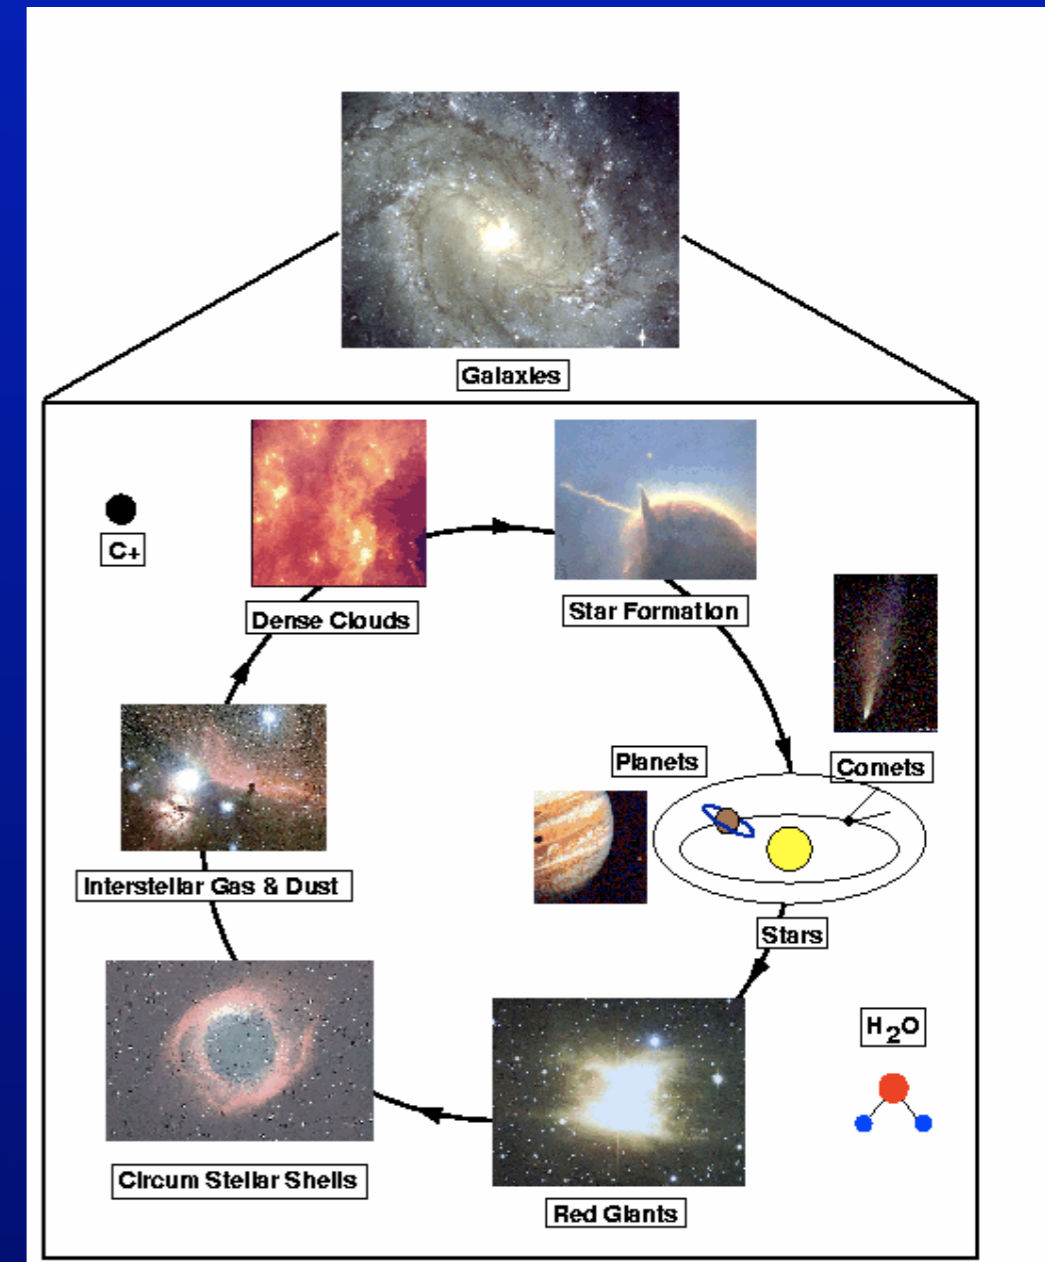 Galaxies
C+
Dense Clouds
Star Formation
Planets
Comets
Interstellar Gas & Dust
Stars
H2O
Circum Stellar Shells
Red Giants